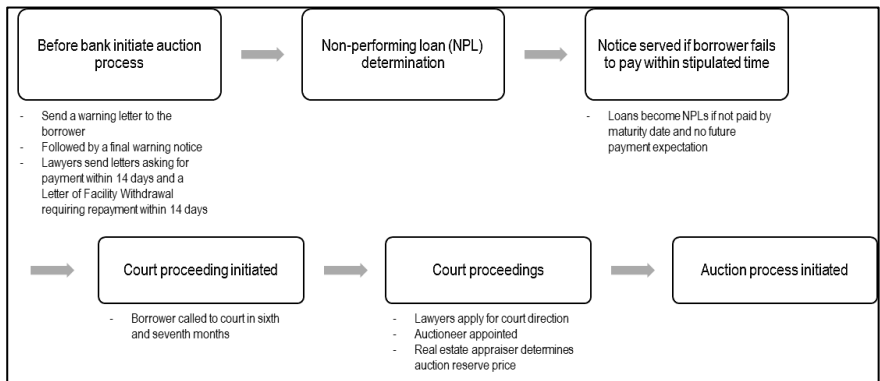 Before bank initiate auction
process
Non-performing loan (NPL)
determination
Notice served if borrower fails
to pay within stipulated time
- Send a warning letter to the
borrower
- Followed by a final warning notice
- Lawyers send letters asking for
payment within 14 days and a
Letter of Facility Withdrawal
requiring repayment within 14 days
- Loans become NPLs if not paid by
maturity date and no future
payment expectation
Court proceeding initiated
Court proceedings
Auction process initiated
- Borrower called to court in sixth
and seventh months
- Lawyers apply for court direction
- Auctioneer appointed
- Real estate appraiser determines
auction reserve price